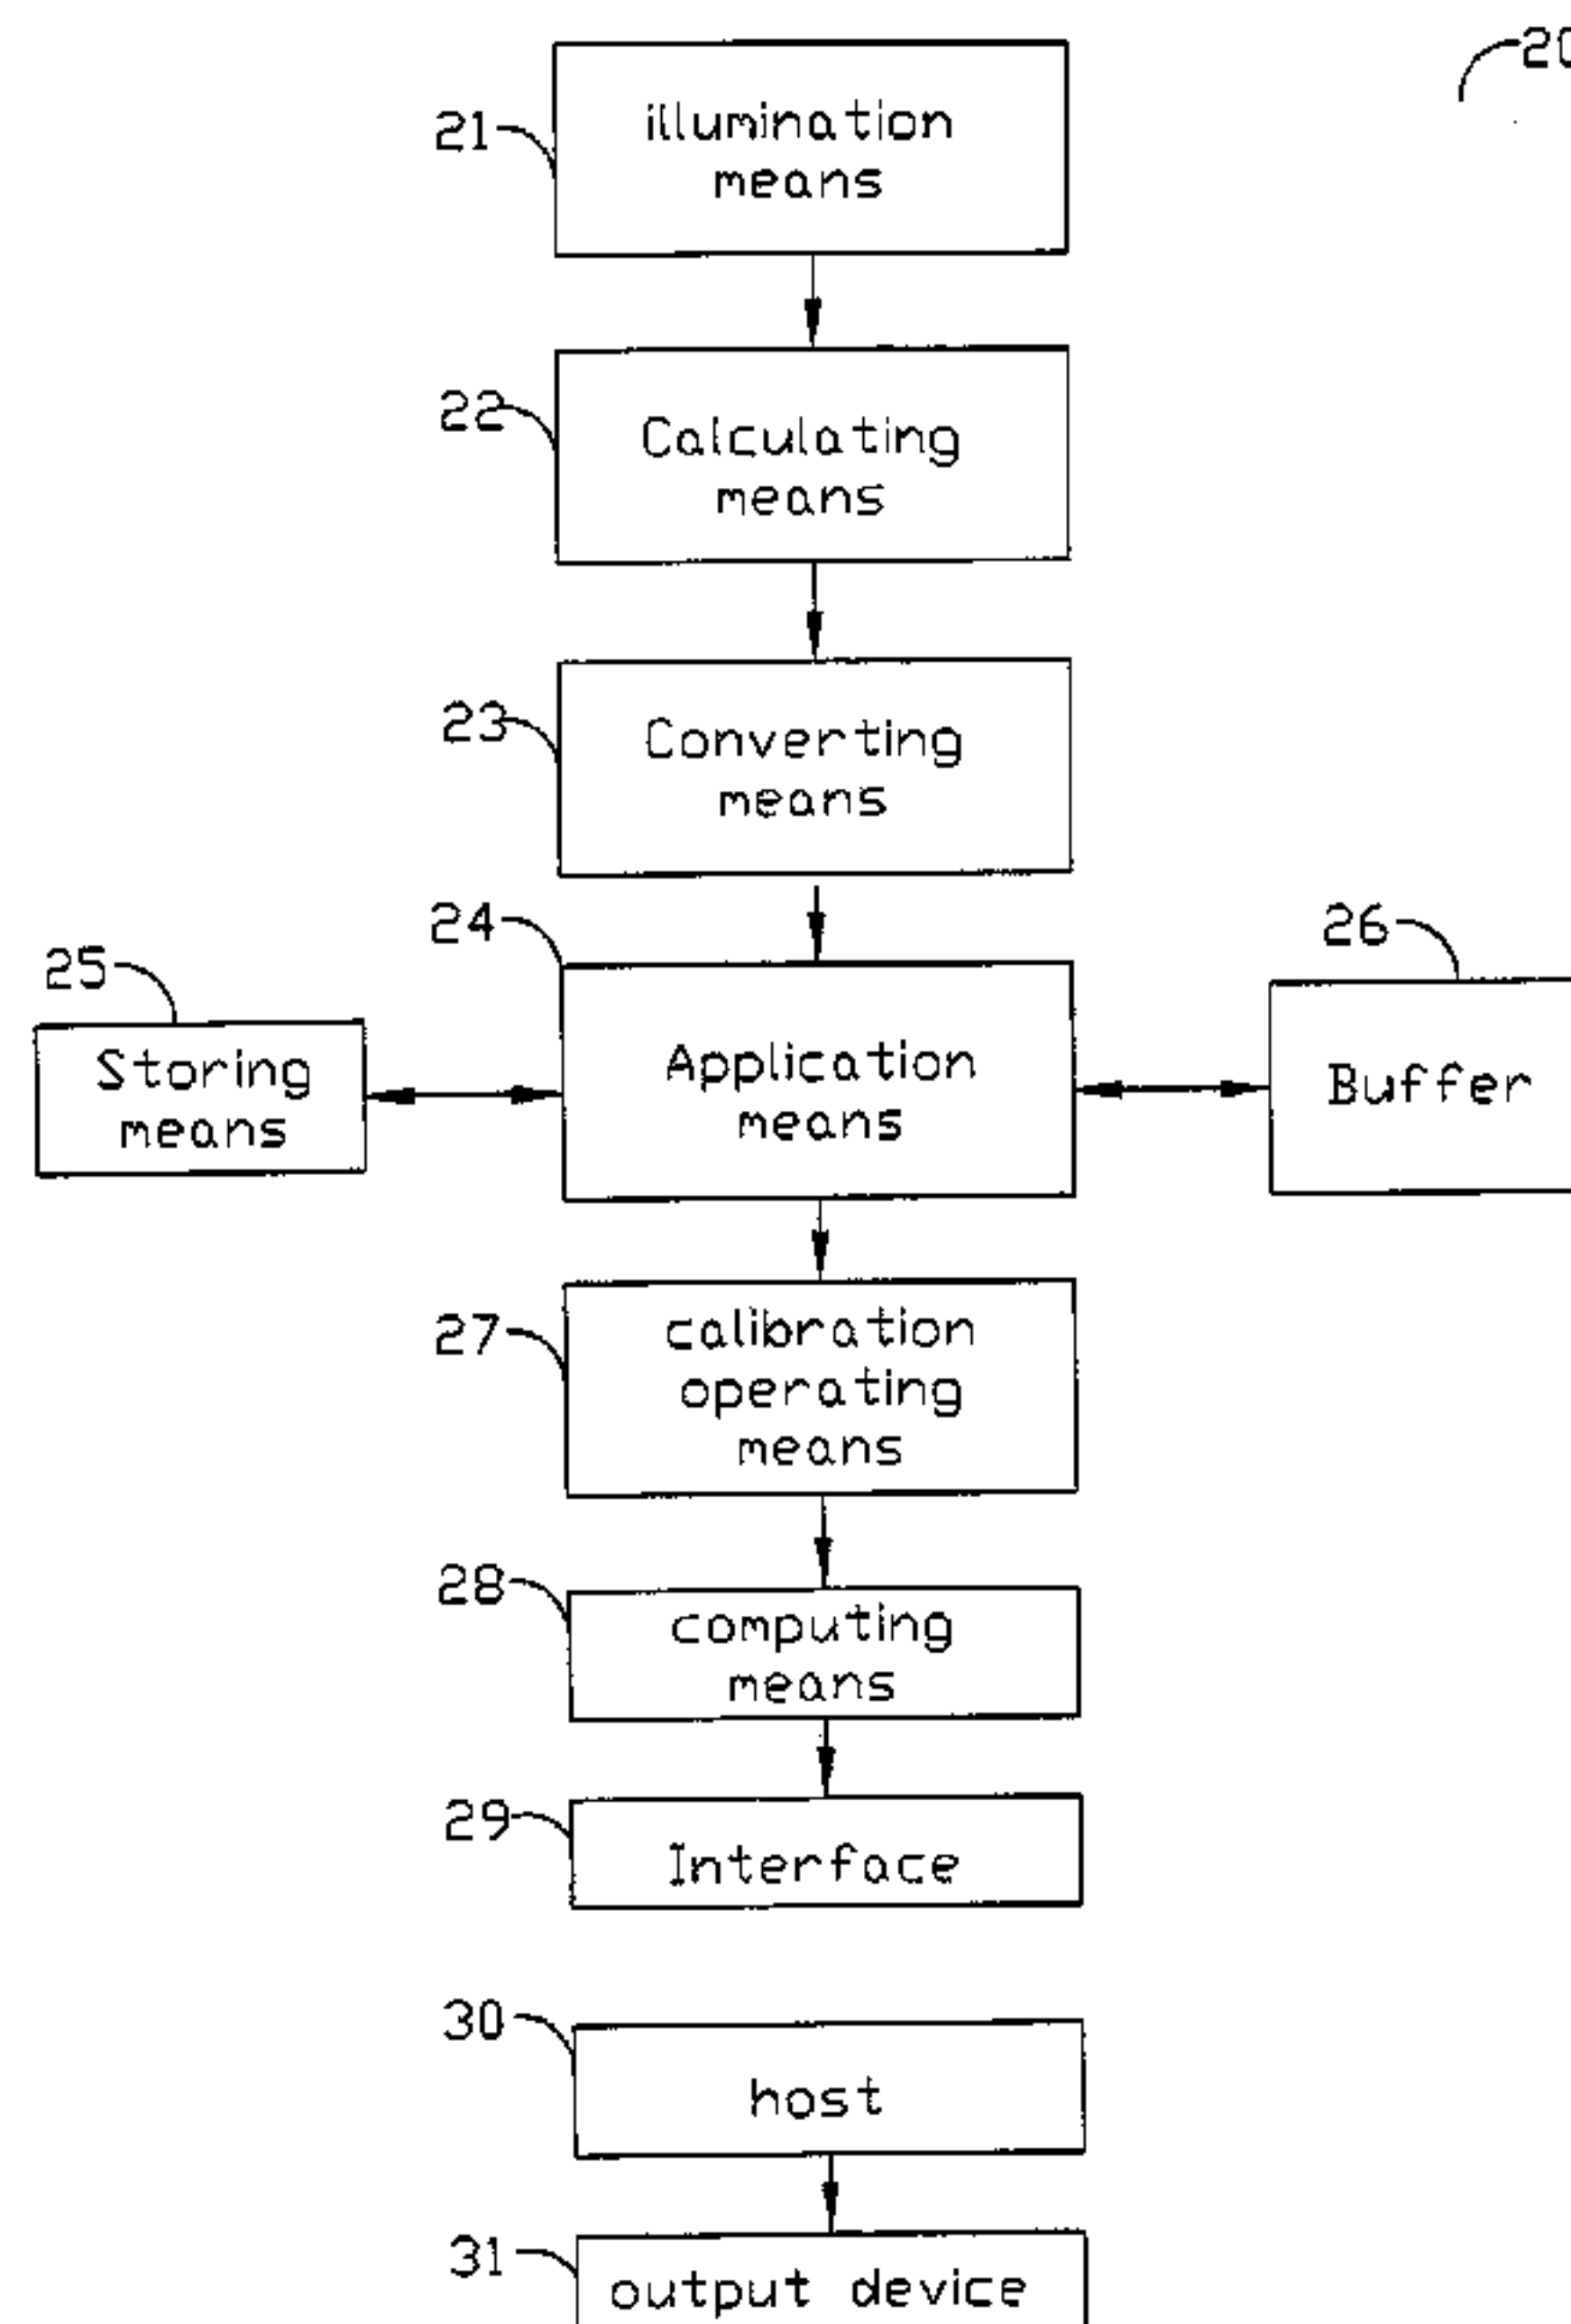 20
21
illumination
means
22
Calculating
means
23
Converting
means
24
25
26
Storing
means
Application
means
Buffer
27
calibration
operating
means
28
computing
means
29
Interface
30
host
31
output device